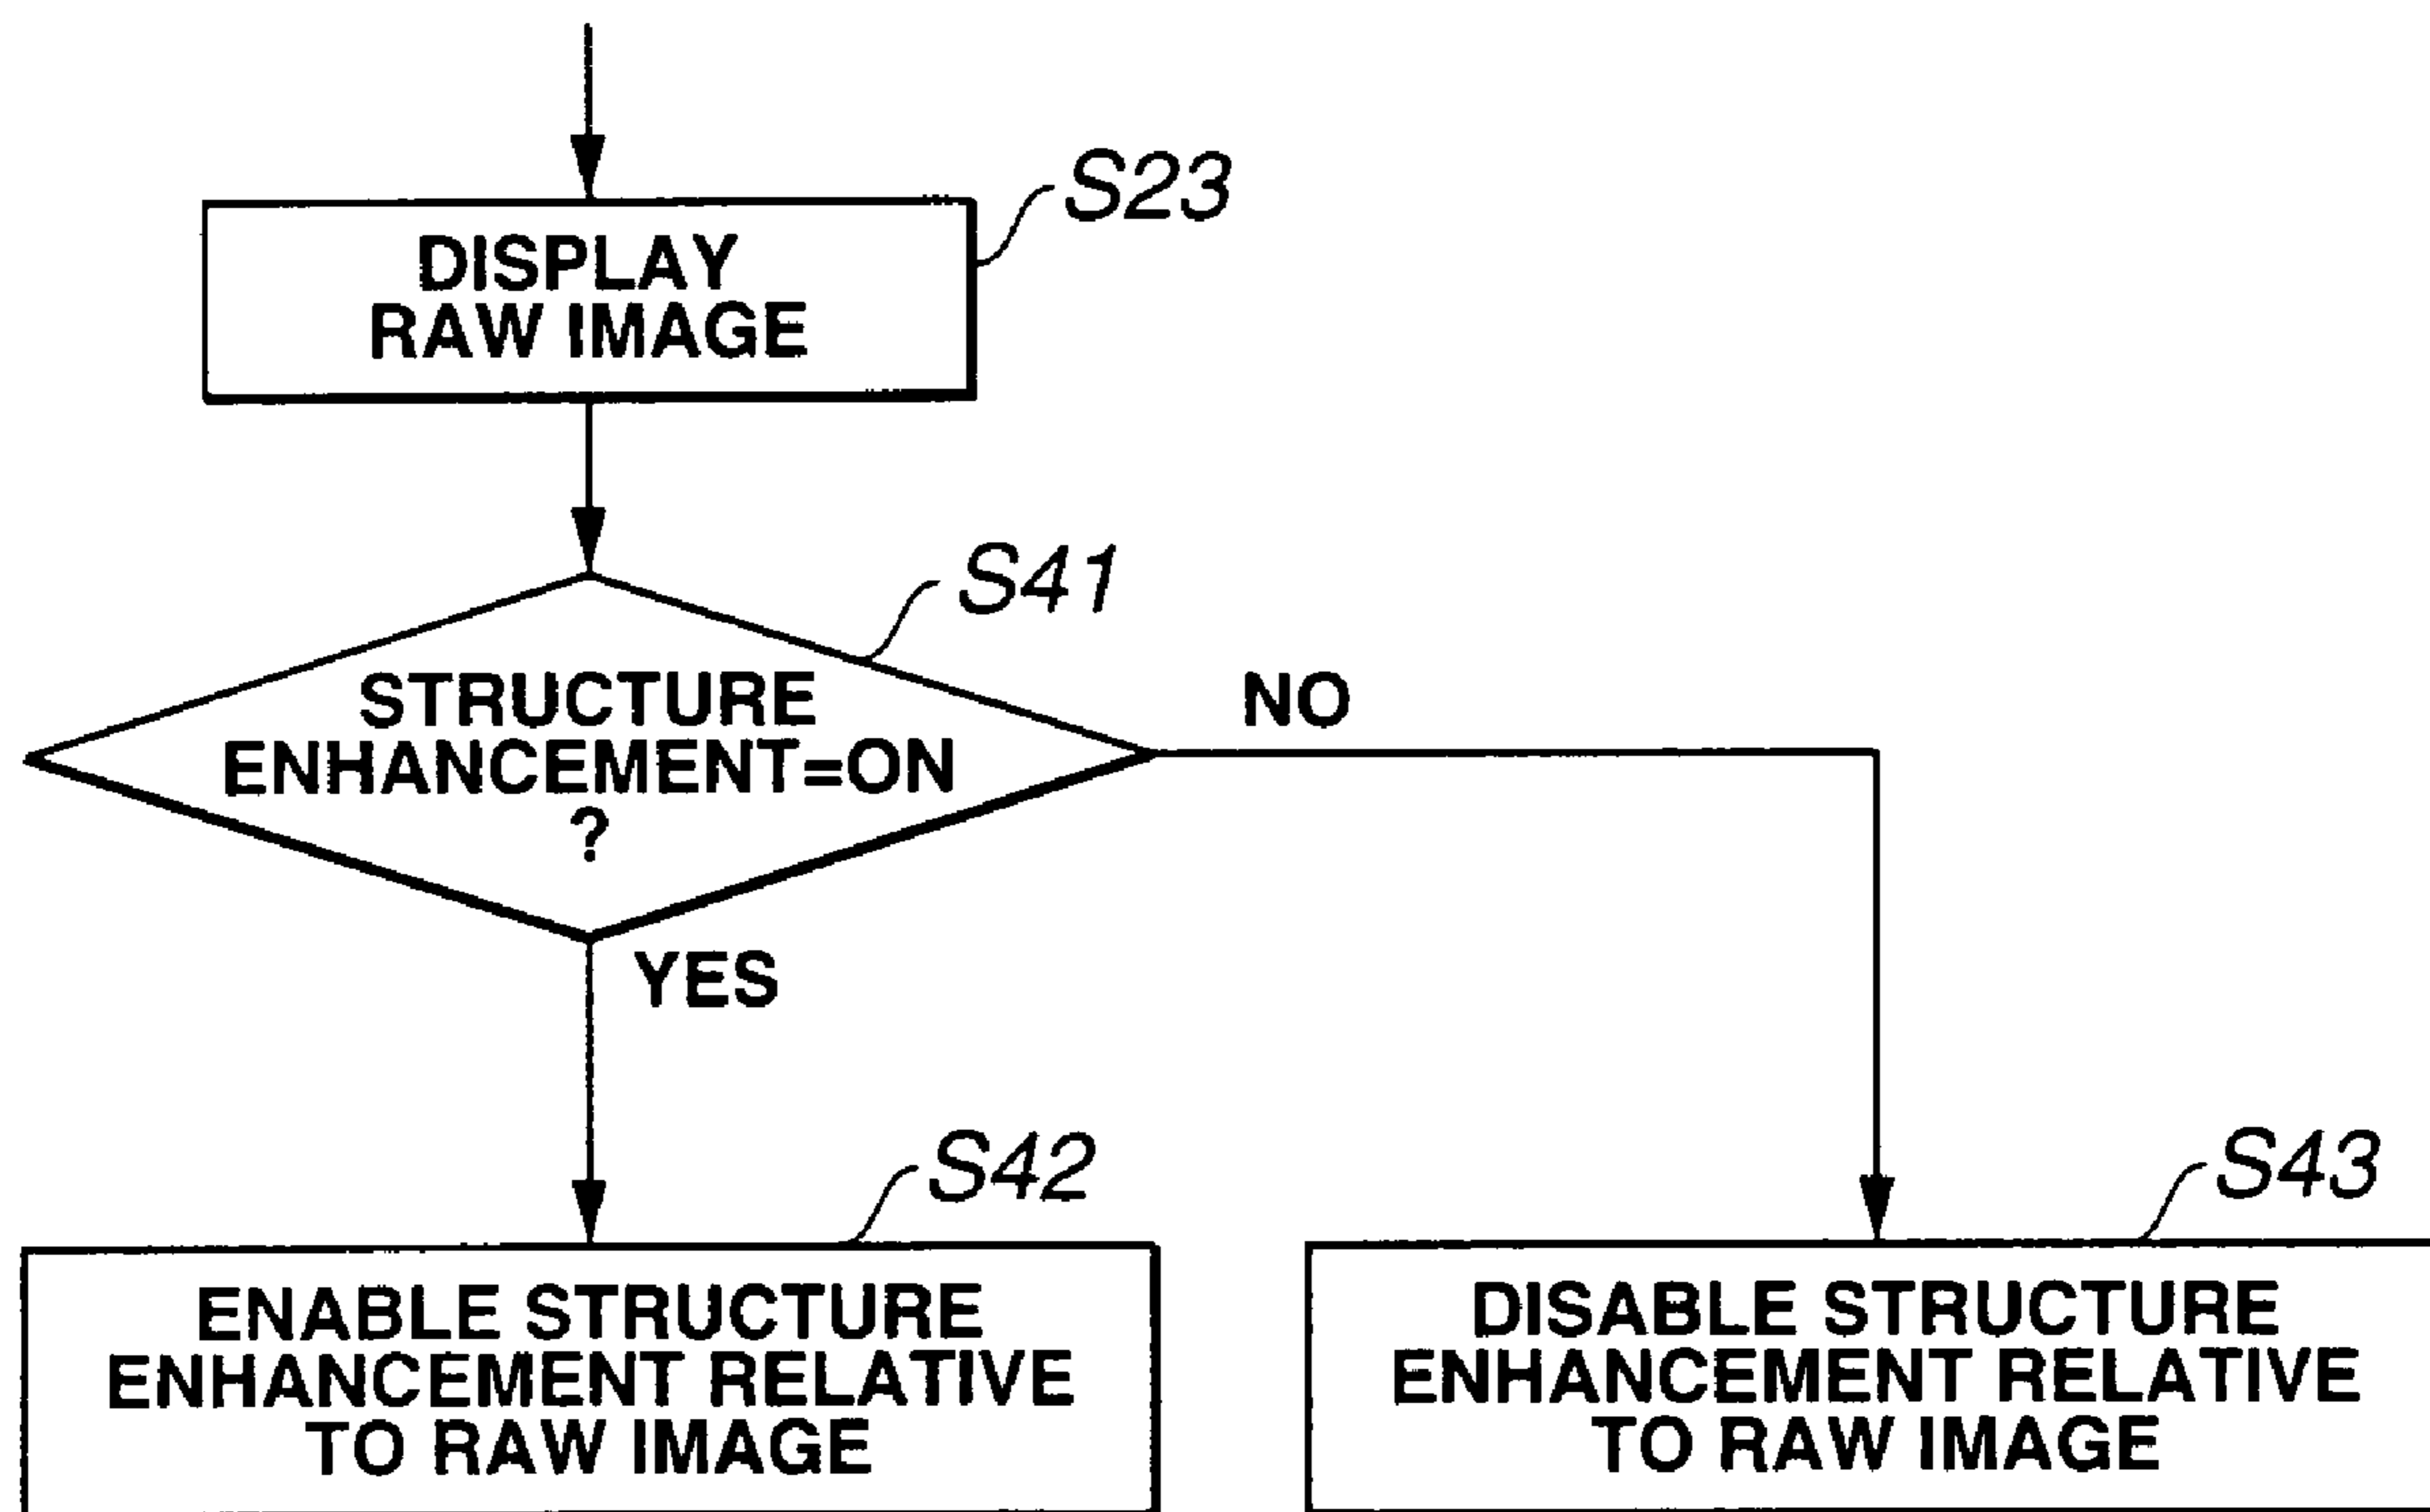 S23
DISPLAY
RAW IMAGE
S41
STRUCTURE
ENHANCEMENT=ON
?
NO
YES
S42
ENABLE STRUCTURE
ENHANCEMENT RELATIVE
TO RAW IMAGE
S43
DISABLE STRUCTURE
ENHANCEMENT RELATIVE
TO RAW IMAGE